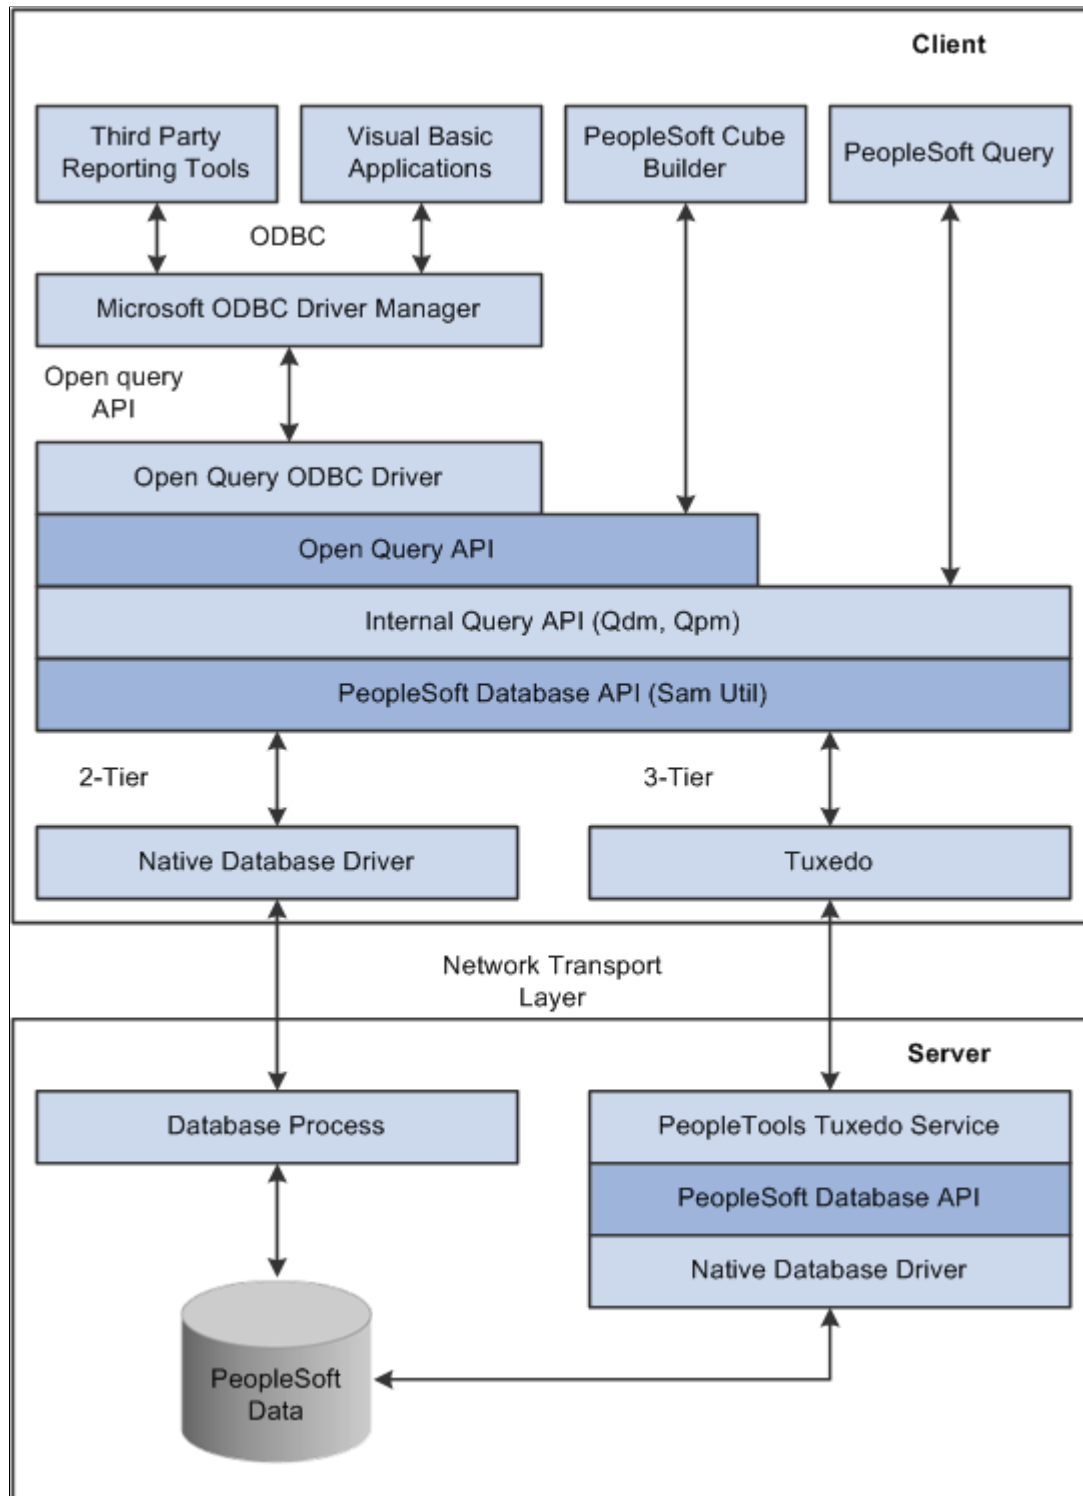 Client
Third Party
Reporting Tools
Visual Basic
Applications
PeopleSoft Cube
Builder
PeopleSoft Query
ODBC
Microsoft ODBC Driver Manager
Open query
API
Open Query ODBC Driver
Open Query API
Internal Query API (Qdm, Qpm)
PeopleSoft Database API (Sam Util)
2-Tier
3-Tier
Native Database Driver
Tuxedo
Network Transport
Layer
Server
Database Process
PeopleTools Tuxedo Service
PeopleSoft Database API
Native Database Driver
PeopleSoft
Data